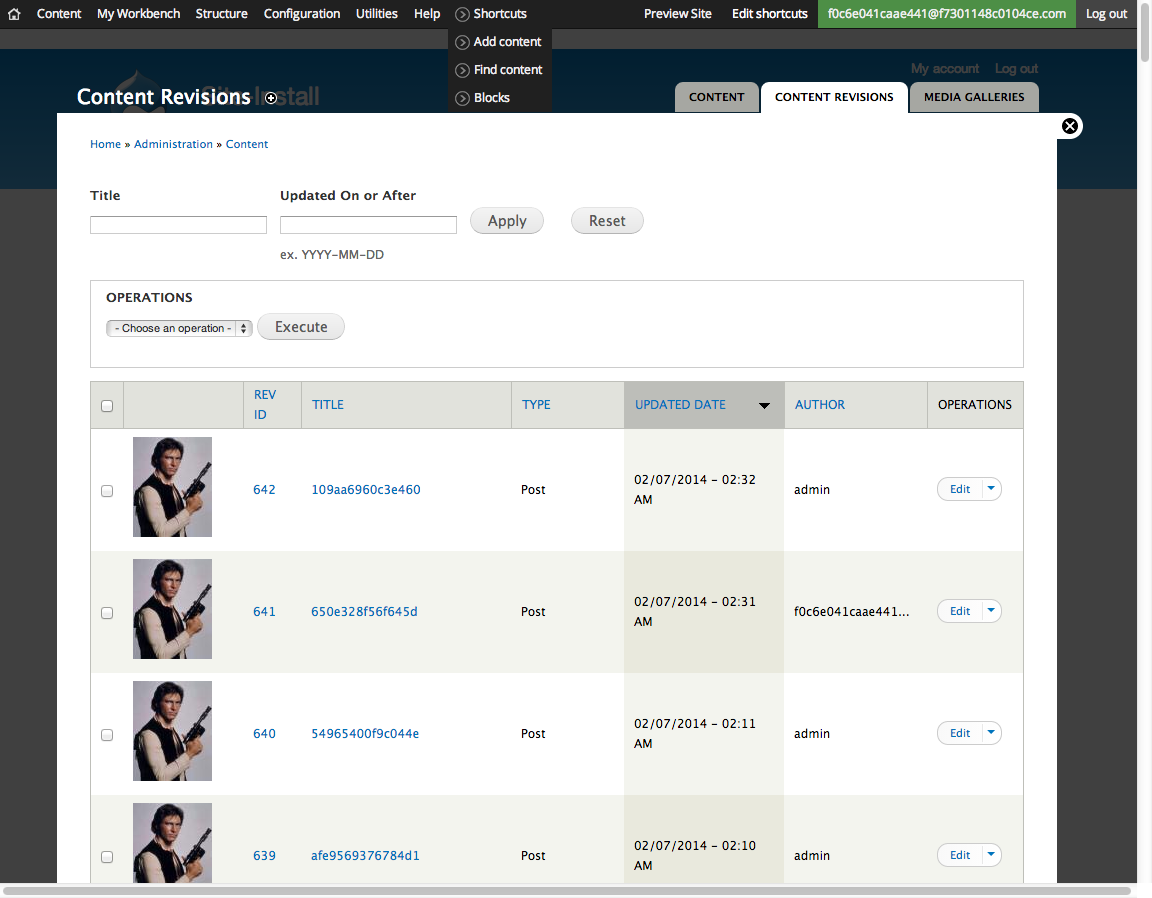 Content My Workbench Structure Configuration Utilities Help Shortcuts Preview Site Edit shortcuts f0c6e041caae441@f7301148c0104ce.com Log out
Add content
Find content
Blocks
My account Log out
Site-Install
Content Revisions
CONTENT CONTENT REVISIONS MEDIA GALLERIES
Home » Administration » Content
Title Updated On or After
Apply Reset
ex. YYYY-MM-DD
OPERATIONS
- Choose an operation - Execute
REV ID TITLE TYPE UPDATED DATE AUTHOR OPERATIONS
642 109aa6960c3e460 Post 02/07/2014 - 02:32 AM admin Edit
641 650e328f56f645d Post 02/07/2014 - 02:31 AM f0c6e041caae441... Edit
640 54965400f9c044e Post 02/07/2014 - 02:11 AM admin Edit
639 afe9569376784d1 Post 02/07/2014 - 02:10 AM admin Edit